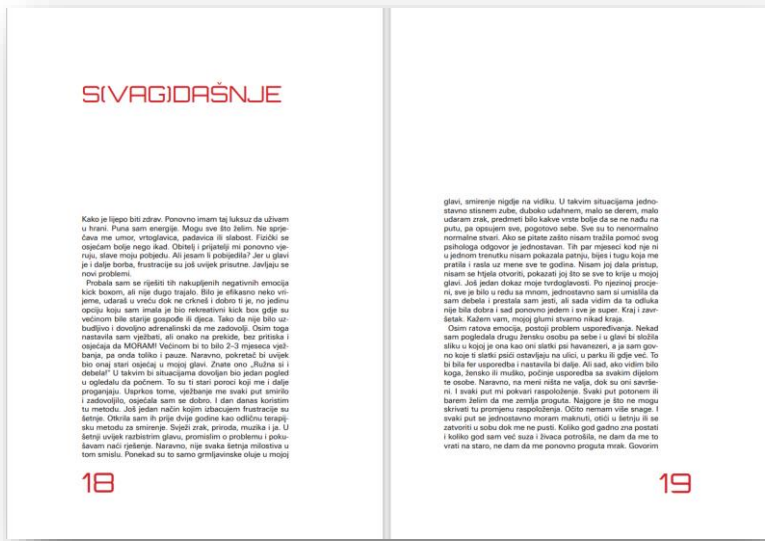 S(VAG)DAŠNJE
Kako je lijepo biti zdrav. Ponovno imam taj luksuz da uživam
u hrani. Puna sam energije. Mogu sve što želim. Ne sprje-
čava me umor, vrtoglavica, padavica ili slabost. Fizički se
osjećam bolje nego ikad. Obitelj i prijatelji mi ponovno vje-
ruju, slave moju pobjedu. Ali jesam li pobijedila? Jer u glavi
je i dalje borba, frustracije su još uvijek prisutne. Javljaju se
novi problemi.
Probala sam se riješiti tih nakupljenih negativnih emocija
kick boxom, ali nije dugo trajalo. Bilo je efikasno neko vri-
jeme, udaraš u vreću dok ne crkneš i dobro ti je, no jedinu
opciju koju sam imala je bio rekreativni kick box gdje su
većinom bile starije gospođe ili djeca. Tako da nije bilo uz-
budljivo i dovoljno adrenalinski da me zadovolji. Osim toga
nastavila sam vježbati, ali onako na prekide, bez pritiska i
osjećaja da MORAM! Većinom bi to bilo 2–3 mjeseca vjež-
banja, pa onda toliko i pauze. Naravno, pokretač bi uvijek
bio onaj stari osjećaj u mojoj glavi. Znate ono „Ružna si i
debela!" U takvim bi situacijama dovoljan bio jedan pogled
u ogledalu da počnem. To su ti stari poroci koji me i dalje
proganjaju. Usprkos tome, vježbanje me svaki put smirilo
i zadovoljilo, osjećala sam se dobro. I dan danas koristim
tu metodu. Još jedan način kojim izbacujem frustracije su
šetnje. Otkrila sam ih prije dvije godine kao odličnu terapij-
sku metodu za smirenje. Svježi zrak, priroda, muzika i ja. U
šetnji uvijek razbistrim glavu, promislim o problemu i poku-
šavam naći rješenje. Naravno, nije svaka šetnja milostiva u
tom smislu. Ponekad su to samo grmljavinske oluje u mojoj
18
glavi, smirenje nigdje na vidiku. U takvim situacijama jedno-
stavno stisnem zube, duboko udahnem, malo se derem, malo
udaram zrak, predmeti bilo kakve vrste bolje da se ne nađu na
putu, pa opsujem sve, pogotovo sebe. Sve su to nenormalno
normalne stvari. Ako se pitate zašto nisam tražila pomoć svog
psihologa odgovor je jednostavan. Tih par mjeseci kod nje ni
u jednom trenutku nisam pokazala patnju, bijes i tugu koja me
pratila i rasla uz mene sve te godina. Nisam joj dala pristup,
nisam se htjela otvoriti, pokazati joj što se sve to krije u mojoj
glavi. Još jedan dokaz moje tvrdoglavosti. Po njezinoj procje-
ni, sve je bilo u redu sa mnom, jednostavno sam si umislila da
sam debela i prestala sam jesti, ali sada vidim da ta odluka
nije bila dobra i sad ponovno jedem i sve je super. Kraj i zavr-
šetak. Kažem vam, mojoj glumi stvarno nikad kraja.
Osim ratova emocija, postoji problem uspoređivanja. Nekad
sam pogledala drugu žensku osobu pa sebe i u glavi bi složila
sliku u kojoj je ona kao oni slatki psi havanezeri, a ja sam gov-
no koje ti slatki psići ostavljaju na ulici, u parku ili gdje već. To
bi bila fer usporedba i nastavila bi dalje. Ali sad, ako vidim bilo
koga, žensko ili muško, počinje usporedba sa svakim dijelom
te osobe. Naravno, na meni ništa ne valja, dok su oni savrše-
ni. I svaki put mi pokvari raspoloženje. Svaki put potonem ili
barem želim da me zemlja proguta. Najgore je što ne mogu
skrivati tu promjenu raspoloženja. Očito nemam više snage. I
svaki put se jednostavno moram maknuti, otići u šetnju ili se
zatvoriti u sobu dok me ne pusti. Koliko god gadno zna postati
i koliko god sam već suza i živaca potrošila, ne dam da me to
vrati na staro, ne dam da me ponovno proguta mrak. Govorim
19